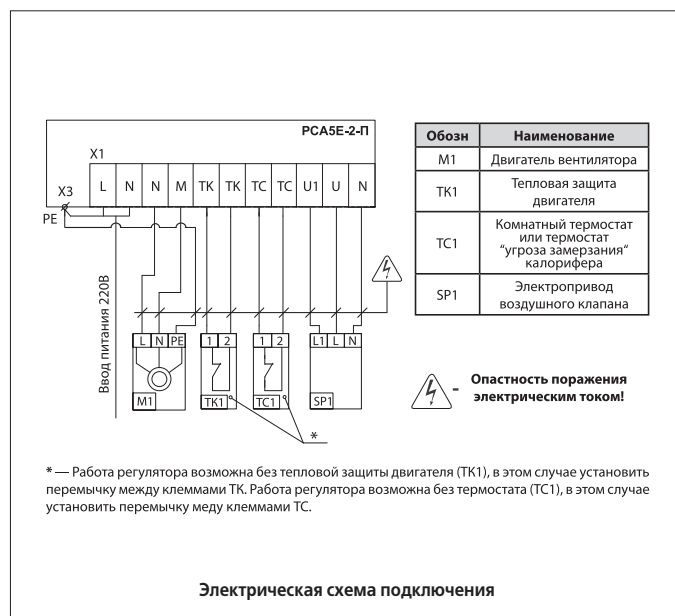 РСА5Е-2-П
X1
X3
L N N M TK TK TC TC U1 U N
PE
Ввод питания 220В
L N PE
1 2
1 2
L1 L N
M1
TK1
TC1
SP1
*
Обозн Наименование
M1 Двигатель вентилятора
TK1 Тепловая защита
двигателя
TC1 Комнатный термостат
или термостат
"угроза замерзания"
калорифера
SP1 Электропривод
воздушного клапана
- Опастность поражения
электрическим током!
* — Работа регулятора возможна без тепловой защиты двигателя (TK1), в этом случае установить
перемычку между клеммами TK. Работа регулятора возможна без термостата (TC1), в этом случае
установить перемычку меду клеммами TC.
Электрическая схема подключения